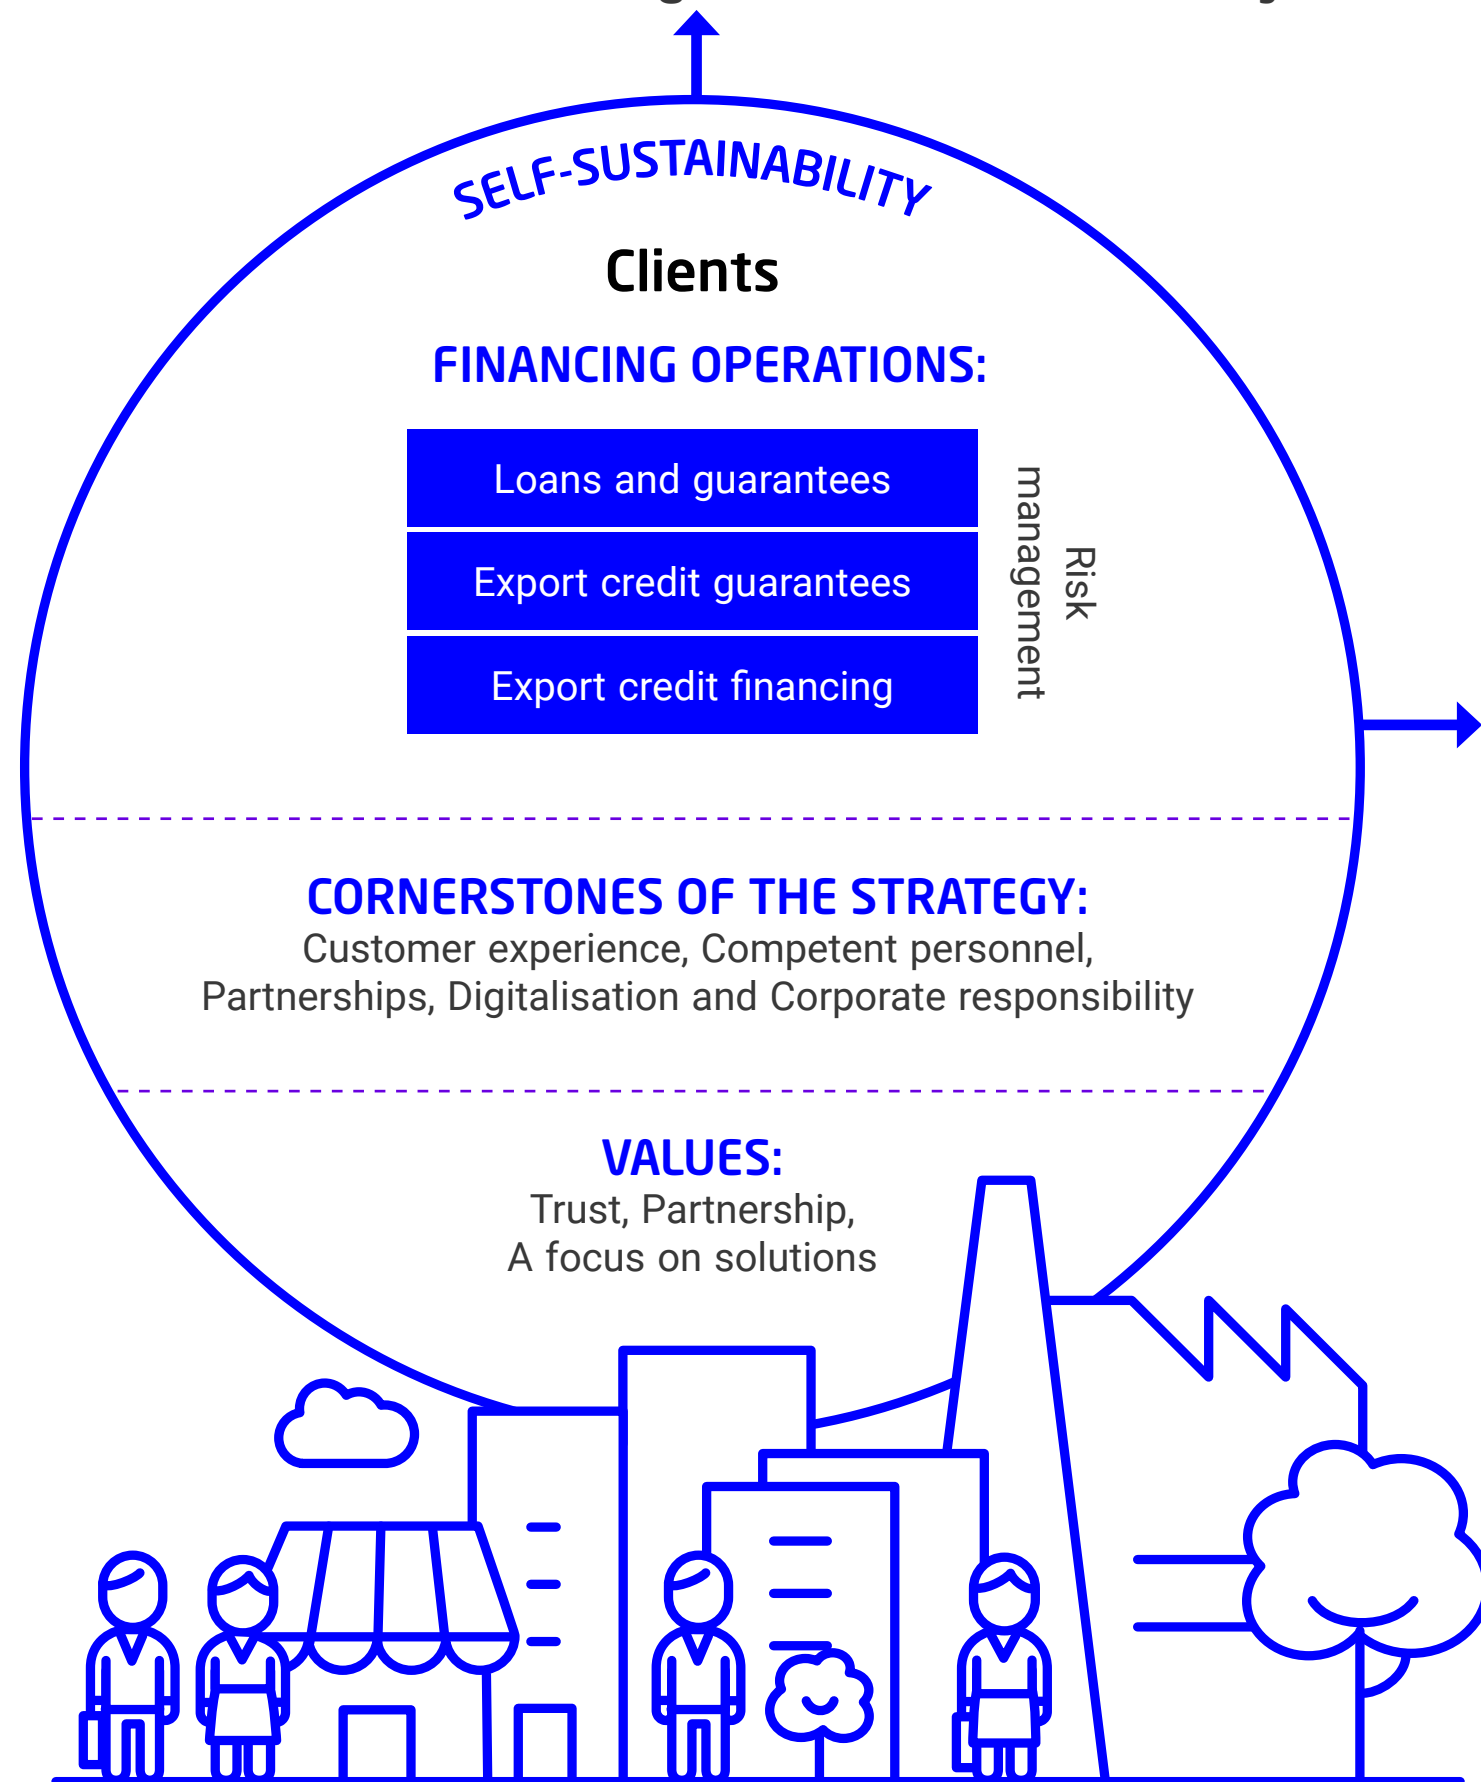 SELF-SUSTAINABILITY
Clients
FINANCING OPERATIONS:
Loans and guarantees
Export credit guarantees
Export credit financing
Risk
management
CORNERSTONES OF THE STRATEGY:
Customer experience, Competent personnel,
Partnerships, Digitalisation and Corporate responsibility
VALUES:
Trust, Partnership,
A focus on solutions